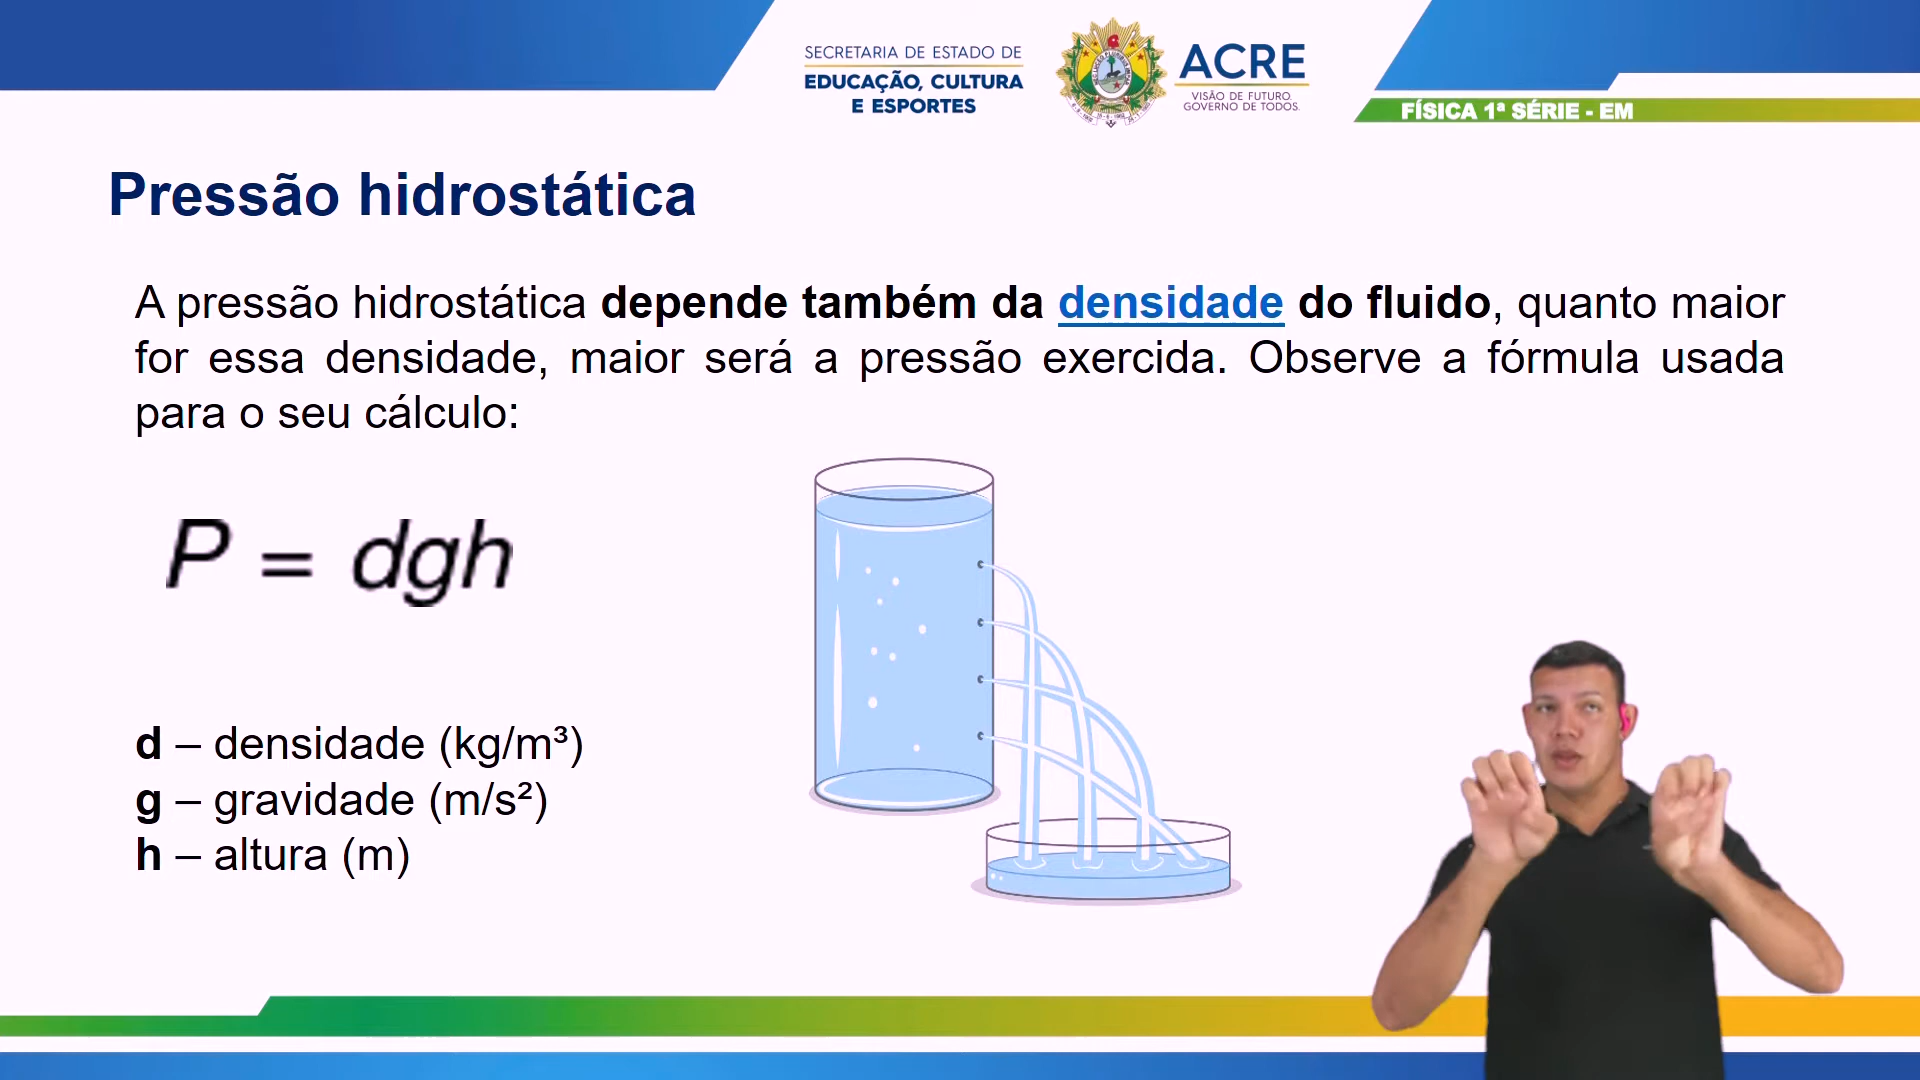 SECRETARIA DE ESTADO DE
EDUCAÇÃO, CULTURA
E ESPORTES
ACRE
VISÃO DE FUTURO.
GOVERNO DE TODOS.
FÍSICA 1ª SÉRIE - EM
Pressão hidrostática
A pressão hidrostática depende também da densidade do fluido, quanto maior
for essa densidade, maior será a pressão exercida. Observe a fórmula usada
para o seu cálculo:
P = dgh
d – densidade (kg/m³)
g – gravidade (m/s²)
h – altura (m)